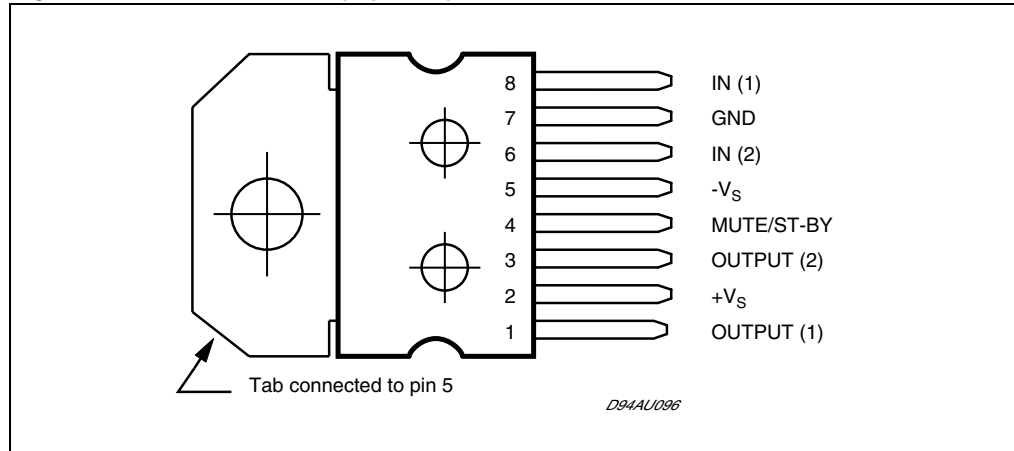 8 IN (1)
7 GND
6 IN (2)
5 -VS
4 MUTE/ST-BY
3 OUTPUT (2)
2 +VS
1 OUTPUT (1)
Tab connected to pin 5
D94AU096